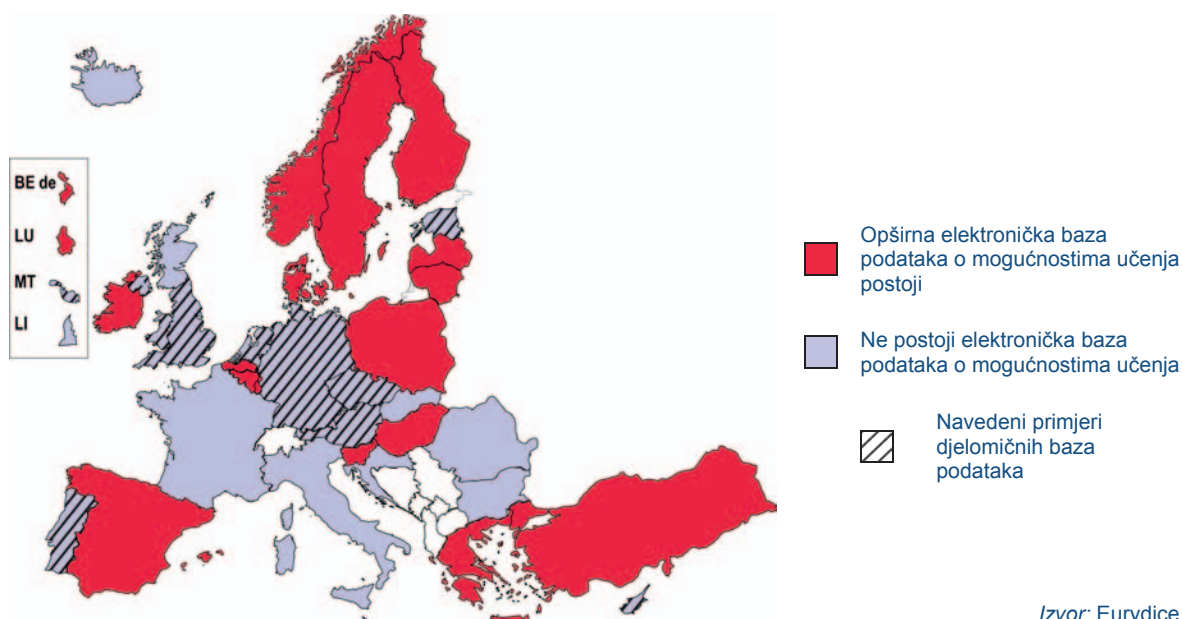 BE de
LU
MT
LI
Opširna elektronička baza
podataka o mogućnostima učenja
postoji
Ne postoji elektronička baza
podataka o mogućnostima učenja
Navedeni primjeri
djelomičnih baza
podataka
Izvor: Eurydice